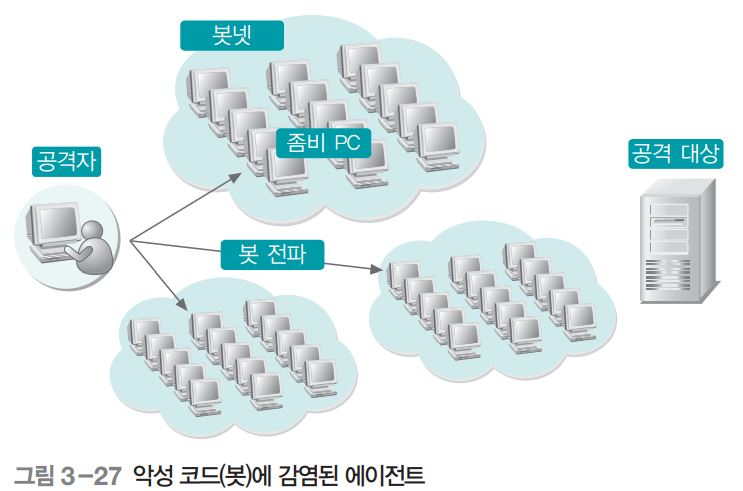 봇넷
좀비 PC
공격자
공격 대상
봇 전파
그림 3-27 악성 코드(봇)에 감염된 에이전트